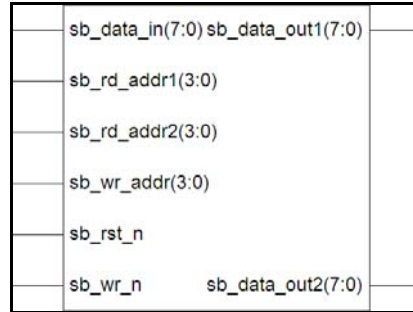 sb_data_in(7:0) sb_data_out1(7:0)
sb_rd_addr1(3:0)
sb_rd_addr2(3:0)
sb_wr_addr(3:0)
sb_rst_n
sb_wr_n sb_data_out2(7:0)